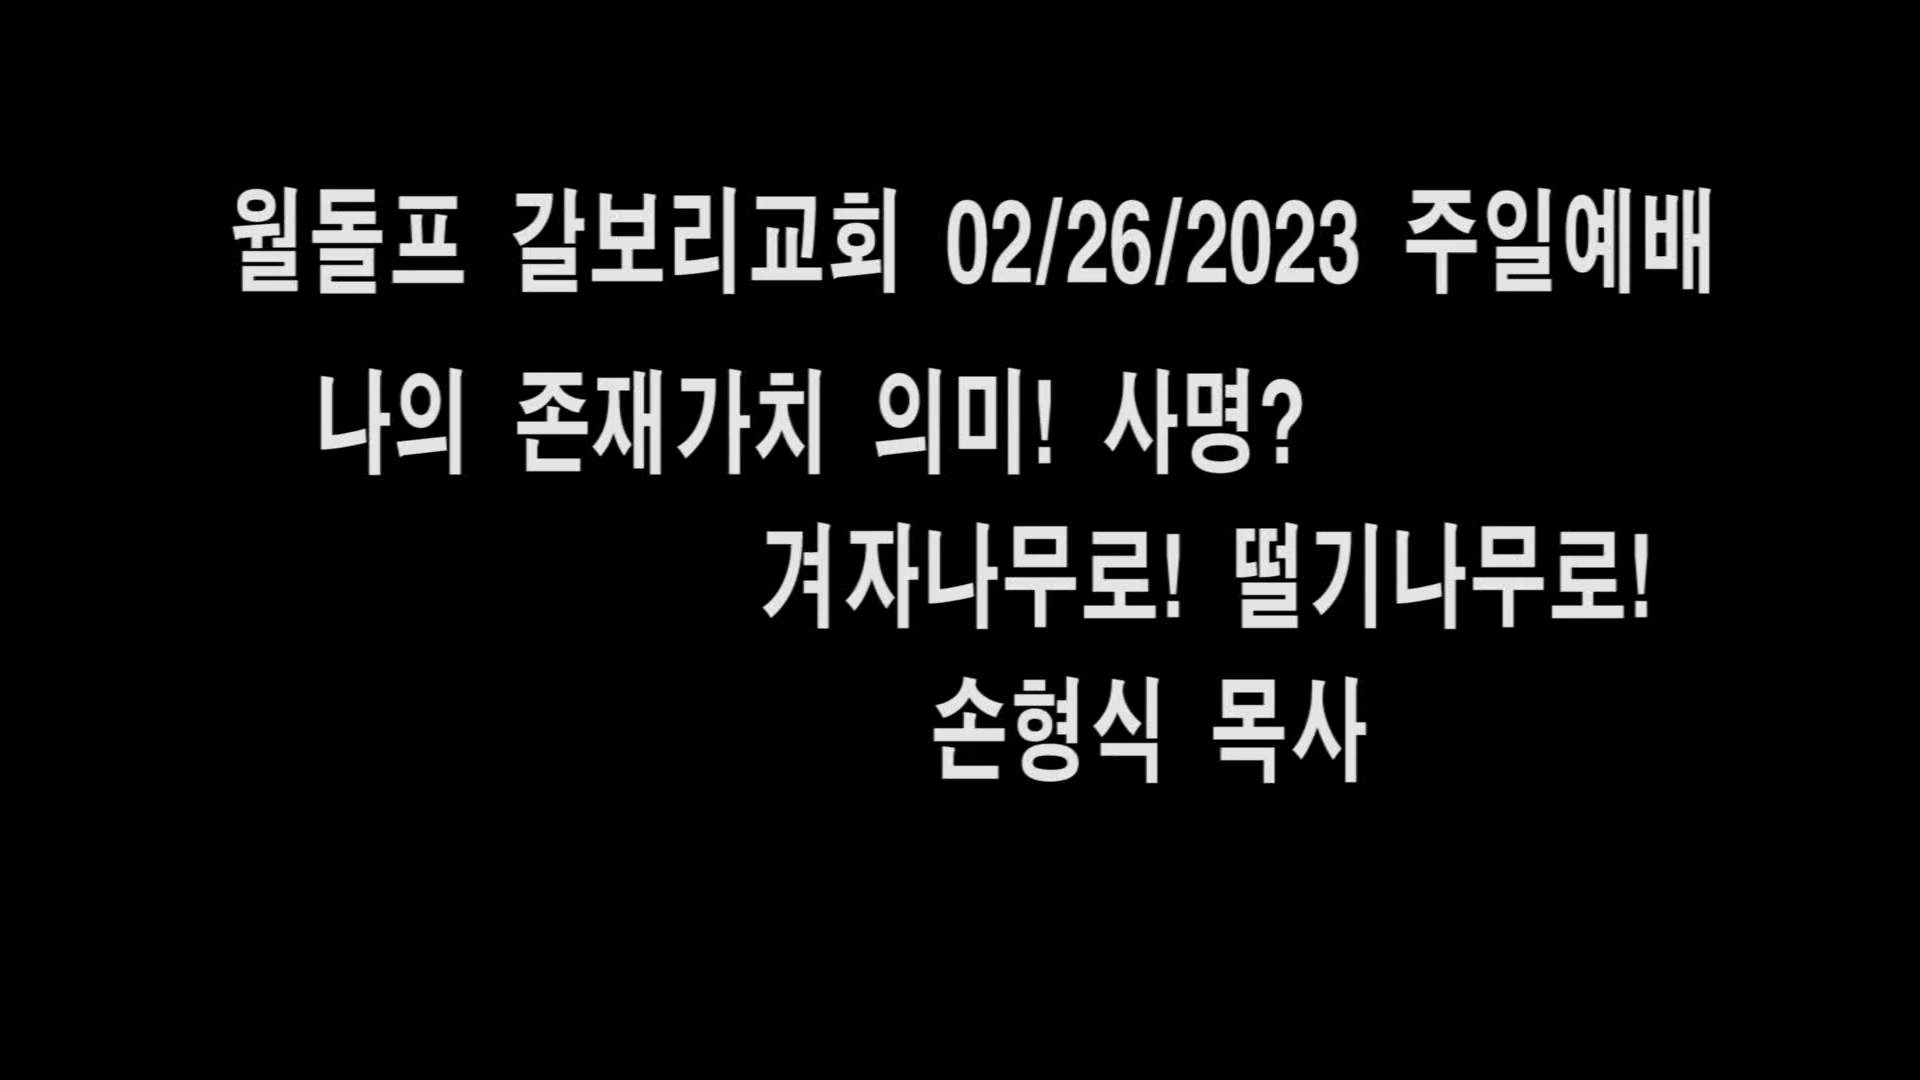 월돌프 갈보리교회 02/26/2023 주일예배
나의 존재가치 의미! 사명?
겨자나무로! 떨기나무로!
손형식 목사